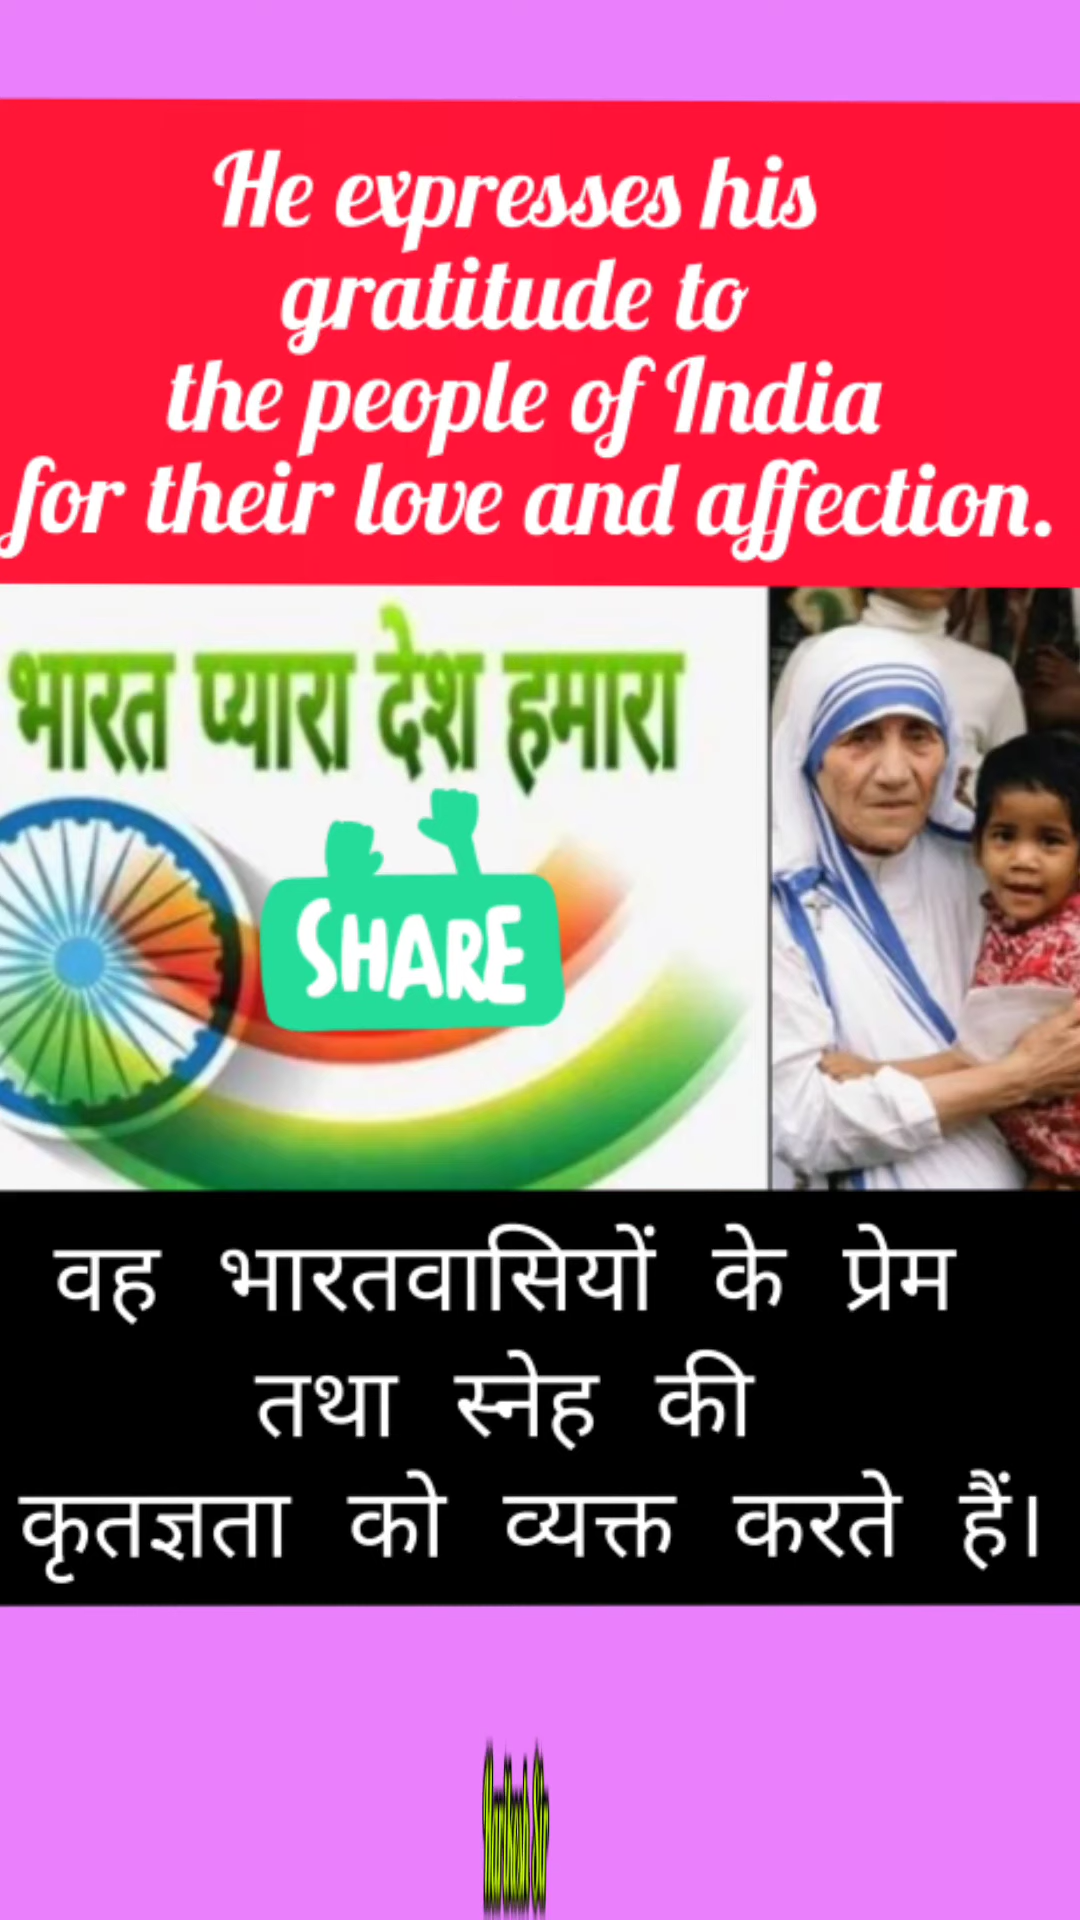 He expresses his
gratitude to
the people of India
for their love and affection.
भारत प्यारा देश हमारा
SHARE
वह भारतवासियों के प्रेम
तथा स्नेह की
कृतज्ञता को व्यक्त करते हैं।